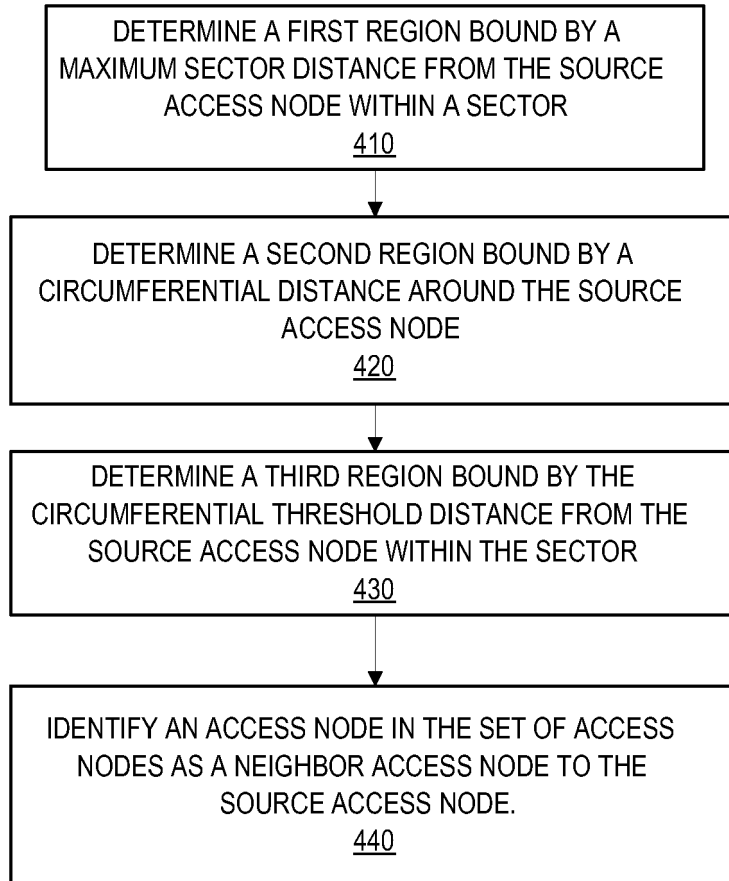 DETERMINE A FIRST REGION BOUND BY A
MAXIMUM SECTOR DISTANCE FROM THE SOURCE
ACCESS NODE WITHIN A SECTOR
410
DETERMINE A SECOND REGION BOUND BY A
CIRCUMFERENTIAL DISTANCE AROUND THE SOURCE
ACCESS NODE
420
DETERMINE A THIRD REGION BOUND BY THE
CIRCUMFERENTIAL THRESHOLD DISTANCE FROM THE
SOURCE ACCESS NODE WITHIN THE SECTOR
430
IDENTIFY AN ACCESS NODE IN THE SET OF ACCESS
NODES AS A NEIGHBOR ACCESS NODE TO THE
SOURCE ACCESS NODE.
440